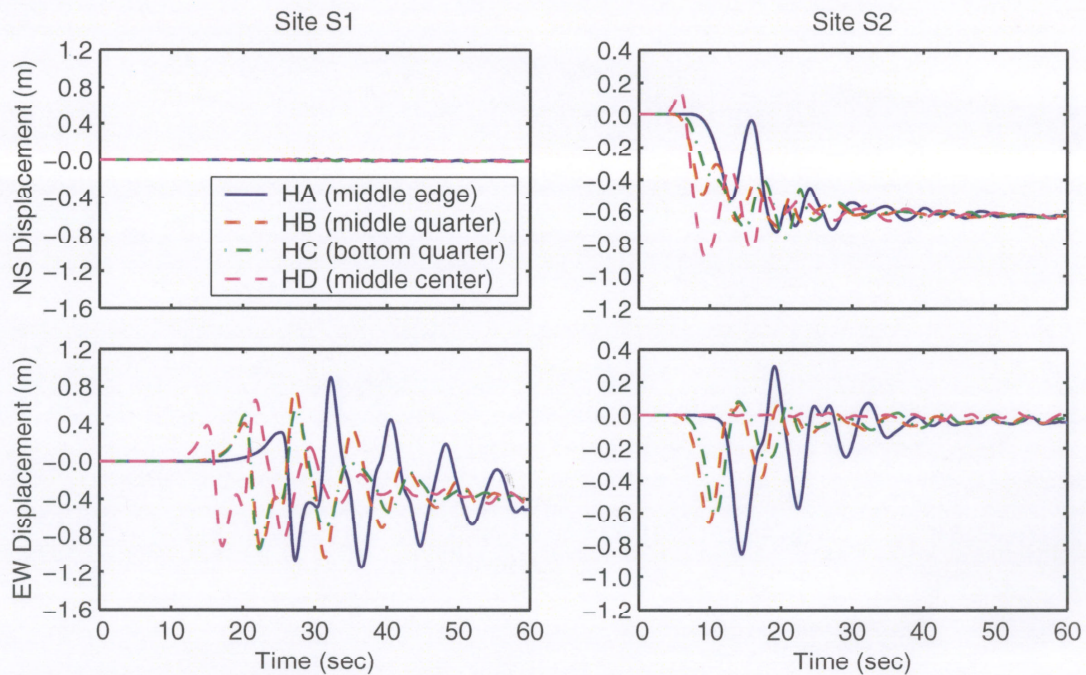 Site S1
Site S2
NS Displacement (m)
1.2
0.8
0.4
−0.0
−0.4
−0.8
−1.2
−1.6
HA (middle edge)
HB (middle quarter)
HC (bottom quarter)
HD (middle center)
0.4
0.2
0.0
−0.2
−0.4
−0.6
−0.8
−1.0
−1.2
EW Displacement (m)
1.2
0.8
0.4
−0.0
−0.4
−0.8
−1.2
−1.6
0 10 20 30 40 50 60
Time (sec)
0.4
0.2
0.0
−0.2
−0.4
−0.6
−0.8
−1.0
−1.2
0 10 20 30 40 50 60
Time (sec)